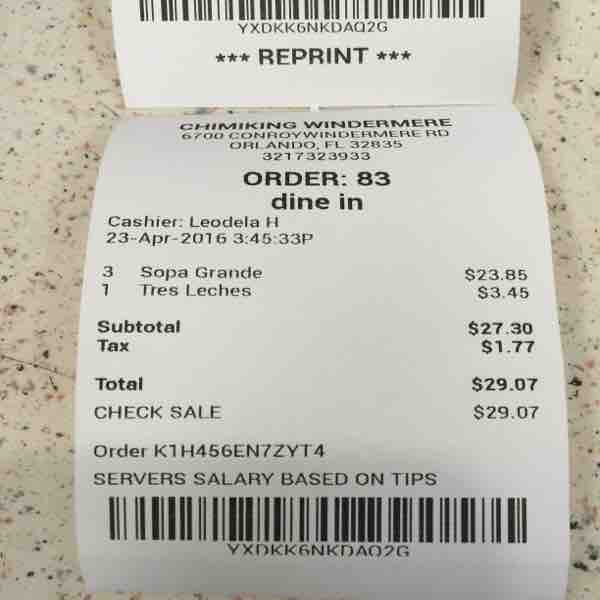 YXDKK6NKDAQ2G
*** REPRINT ***
CHIMIKING WINDERMERE
6700 CONROYWINDERMERE RD
ORLANDO, FL 32835
3217323933
ORDER: 83
dine in
Cashier: Leodela H
23-Apr-2016 3:45:33P
3 Sopa Grande $23.85
1 Tres Leches $3.45
Subtotal $27.30
Tax $1.77
Total $29.07
CHECK SALE $29.07
Order K1H456EN7ZYT4
SERVERS SALARY BASED ON TIPS
YXDKK6NKDAQ2G